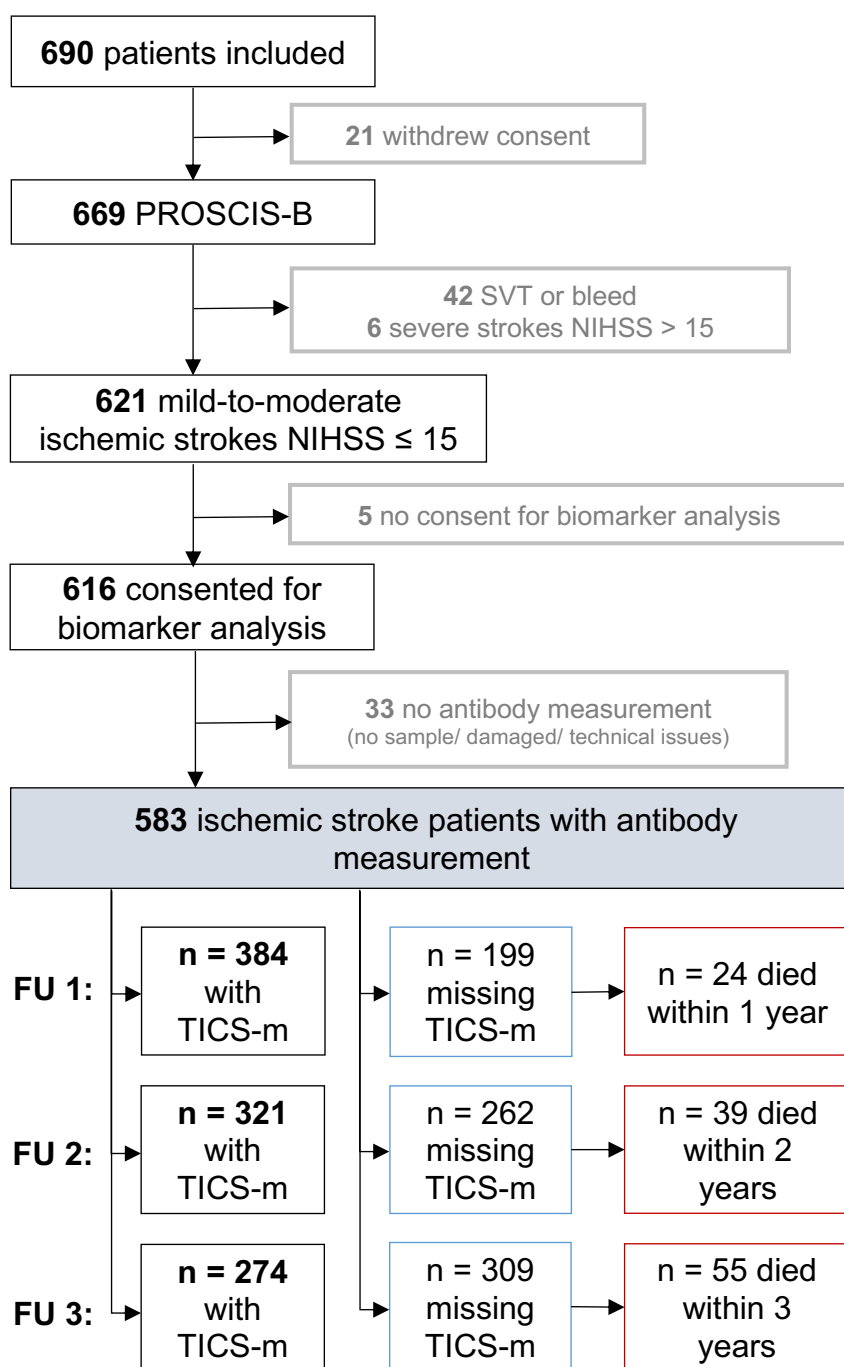 690 patients included
21 withdrew consent
669 PROSCIS-B
42 SVT or bleed
6 severe strokes NIHSS > 15
621 mild-to-moderate
ischemic strokes NIHSS ≤ 15
5 no consent for biomarker analysis
616 consented for
biomarker analysis
33 no antibody measurement
(no sample/ damaged/ technical issues)
583 ischemic stroke patients with antibody
measurement
FU 1:
n = 384
with
TICS-m
n = 199
missing
TICS-m
n = 24 died
within 1 year
FU 2:
n = 321
with
TICS-m
n = 262
missing
TICS-m
n = 39 died
within 2
years
FU 3:
n = 274
with
TICS-m
n = 309
missing
TICS-m
n = 55 died
within 3
years